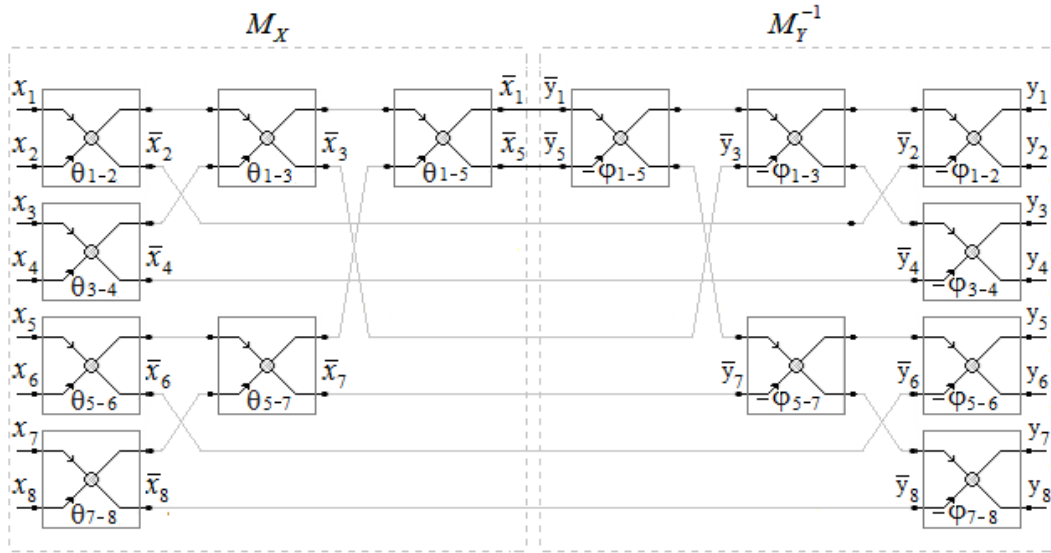 M_X M_Y^{-1}
x₁ x̄₁ ȳ₁ y₁
x₂ x̄₂ x̄₃ x̄₅ ȳ₅ ȳ₃ ȳ₂ y₂
θ₁₋₂ θ₁₋₃ θ₁₋₅ -φ₁₋₅ -φ₁₋₃ -φ₁₋₂
x₃ y₃
x₄ x̄₄ ȳ₄ y₄
θ₃₋₄ -φ₃₋₄
x₅ y₅
x₆ x̄₆ x̄₇ ȳ₇ ȳ₆ y₆
θ₅₋₆ θ₅₋₇ -φ₅₋₇ -φ₅₋₆
x₇ y₇
x₈ x̄₈ ȳ₈ y₈
θ₇₋₈ -φ₇₋₈